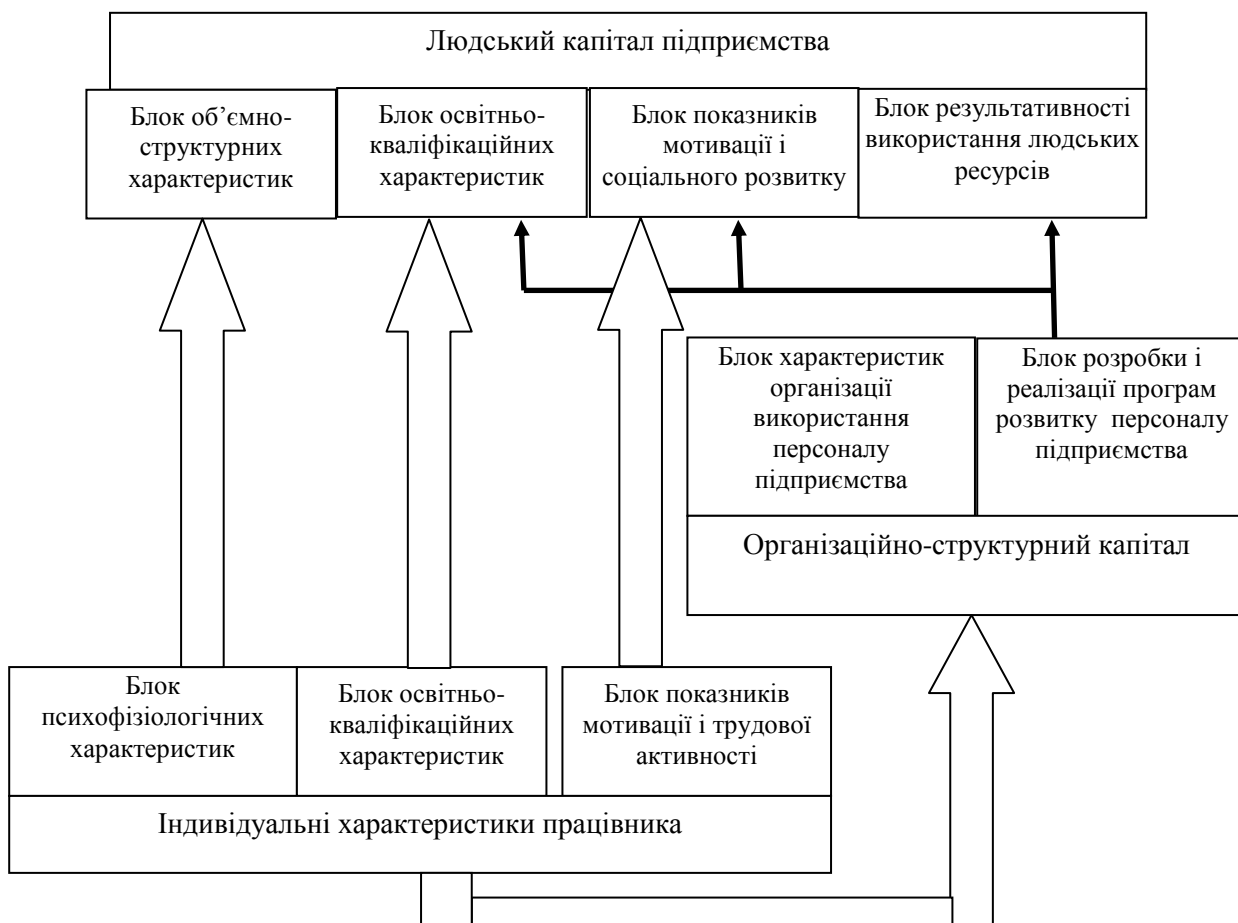 Людський капітал підприємства
Блок об’ємно-
структурних
характеристик
Блок освітньо-
кваліфікаційних
характеристик
Блок показників
мотивації і
соціального розвитку
Блок результативності
використання людських
ресурсів
Блок характеристик
організації
використання
персоналу
підприємства
Блок розробки і
реалізації програм
розвитку персоналу
підприємства
Організаційно-структурний капітал
Блок
психофізіологічних
характеристик
Блок освітньо-
кваліфікаційних
характеристик
Блок показників
мотивації і трудової
активності
Індивідуальні характеристики працівника